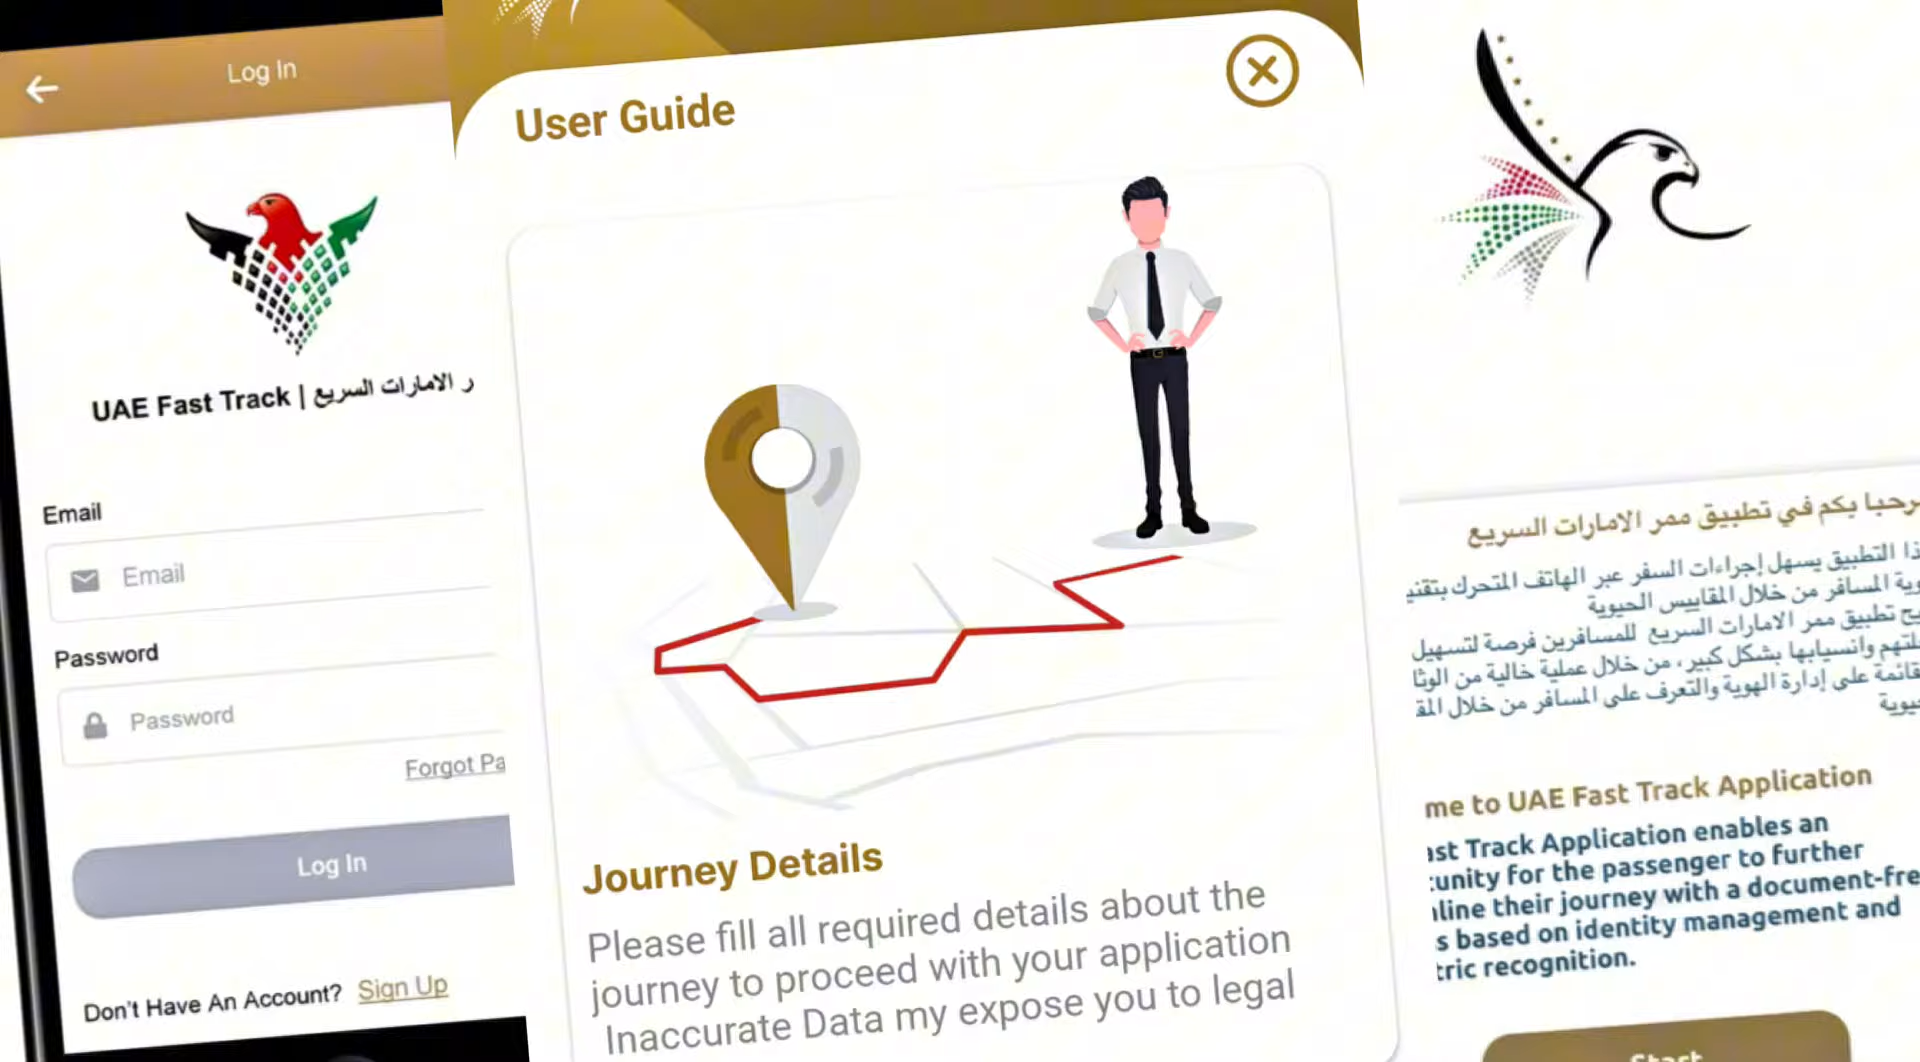 Log In
UAE Fast Track | ر الامارات السريع
Email
Email
Password
Password
Forgot Pa
Log In
Don't Have An Account? Sign Up
User Guide
Journey Details
Please fill all required details about the
journey to proceed with your application
Inaccurate Data my expose you to legal
رحبا بكم في تطبيق ممر الامارات السريع
ذا التطبيق يسهل إجراءات السفر عبر الهاتف المتحرك بتقني
وية المسافر من خلال المقاييس الحيوية
يح تطبيق ممر الامارات السريع للمسافرين فرصة لتسهيل
لتهم وانسيابها بشكل كبير، من خلال عملية خالية من الوثا
قائمة على إدارة الهوية والتعرف على المسافر من خلال المق
حيوية
me to UAE Fast Track Application
ast Track Application enables an
tunity for the passenger to further
line their journey with a document-fre
s based on identity management and
tric recognition.
Start